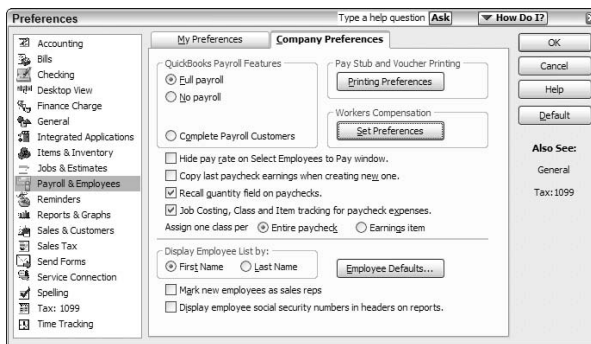 Preferences
Type a help question Ask
How Do I?
Accounting
Bills
Checking
Desktop View
Finance Charge
General
Integrated Applications
Items & Inventory
Jobs & Estimates
Payroll & Employees
Reminders
Reports & Graphs
Sales & Customers
Sales Tax
Send Forms
Service Connection
Spelling
Tax: 1099
Time Tracking
My Preferences
Company Preferences
QuickBooks Payroll Features
Full payroll
No payroll
Complete Payroll Customers
Pay Stub and Voucher Printing
Printing Preferences
Workers Compensation
Set Preferences
Hide pay rate on Select Employees to Pay window.
Copy last paycheck earnings when creating new one.
Recall quantity field on paychecks.
Job Costing, Class and Item tracking for paycheck expenses.
Assign one class per Entire paycheck Earnings item
Display Employee List by:
First Name Last Name
Employee Defaults...
Mark new employees as sales reps
Display employee social security numbers in headers on reports.
OK
Cancel
Help
Default
Also See:
General
Tax:1099